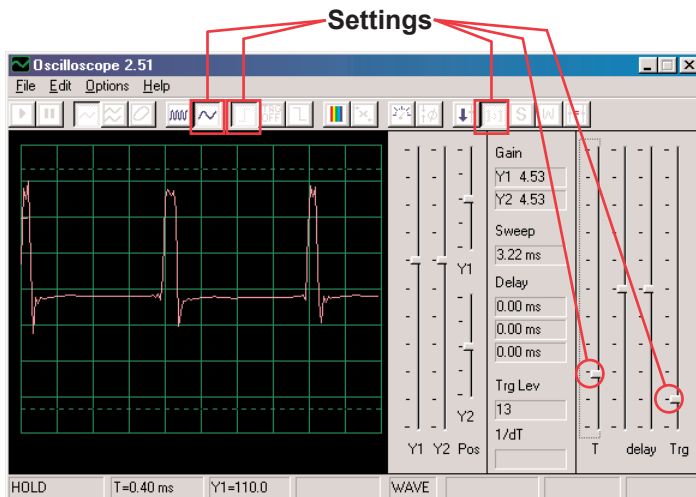 Settings
Oscilloscope 2.51
File Edit Options Help
TRG
OFF
S
W
Gain
Y1 4.53
Y2 4.53
Sweep
3.22 ms
Delay
0.00 ms
0.00 ms
0.00 ms
Trg Lev
13
1/dT
Y1
Y2
Y1 Y2 Pos
T delay Trg
HOLD T=0.40 ms Y1=110.0 WAVE